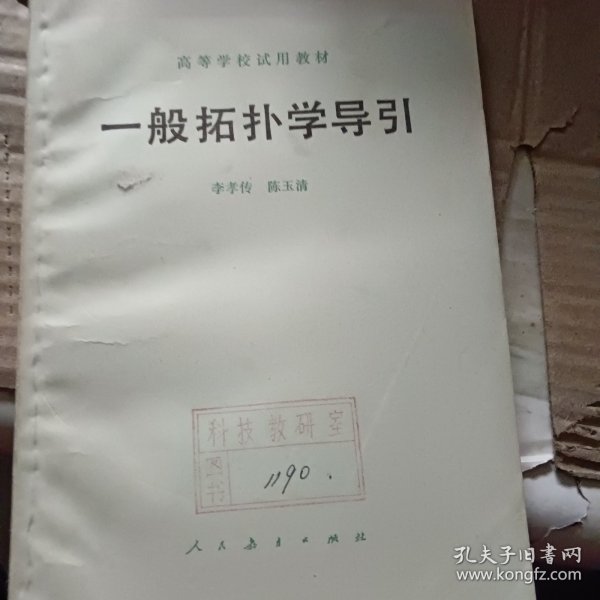 高等学校试用教材
一般拓扑学导引
李孝传 陈玉清
科技教研室
图书
1190.
人民教育出版社
孔夫子旧书网
www.kongfz.com